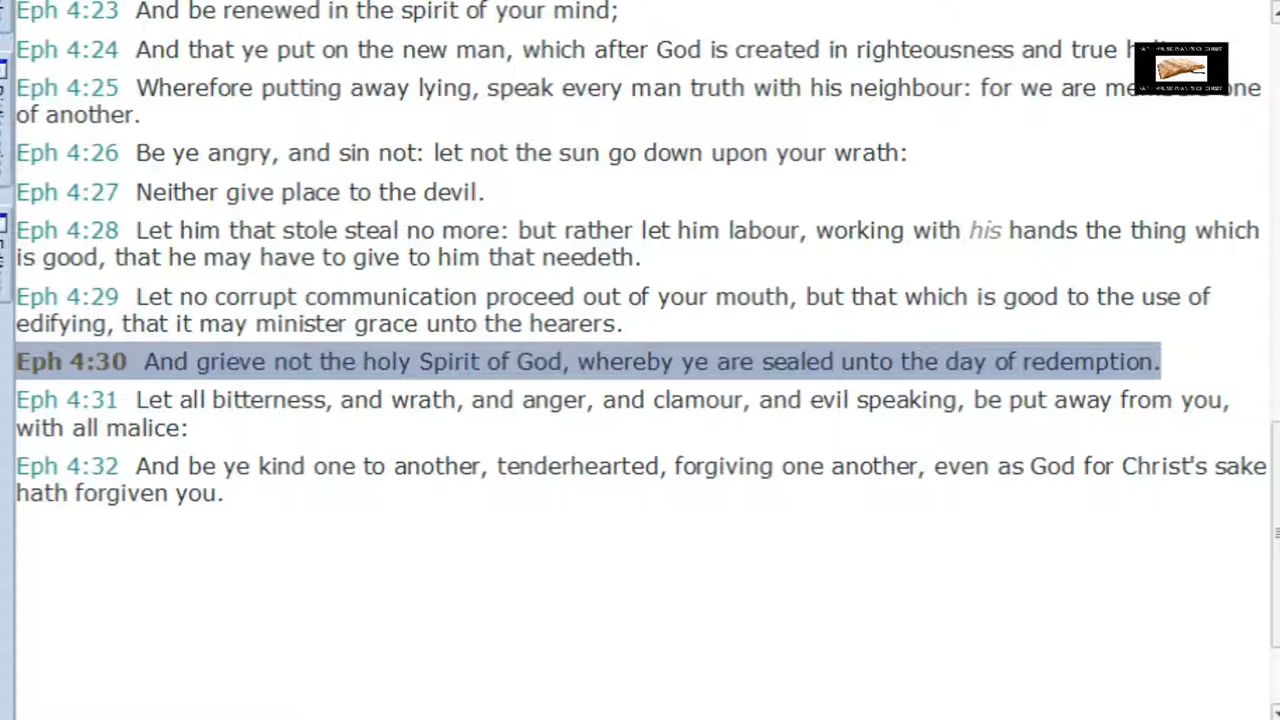 Eph 4:23 And be renewed in the spirit of your mind;
Eph 4:24 And that ye put on the new man, which after God is created in righteousness and true
Eph 4:25 Wherefore putting away lying, speak every man truth with his neighbour: for we are one
of another.
Eph 4:26 Be ye angry, and sin not: let not the sun go down upon your wrath:
Eph 4:27 Neither give place to the devil.
Eph 4:28 Let him that stole steal no more: but rather let him labour, working with his hands the thing which
is good, that he may have to give to him that needeth.
Eph 4:29 Let no corrupt communication proceed out of your mouth, but that which is good to the use of
edifying, that it may minister grace unto the hearers.
Eph 4:30 And grieve not the holy Spirit of God, whereby ye are sealed unto the day of redemption.
Eph 4:31 Let all bitterness, and wrath, and anger, and clamour, and evil speaking, be put away from you,
with all malice:
Eph 4:32 And be ye kind one to another, tenderhearted, forgiving one another, even as God for Christ's sake
hath forgiven you.